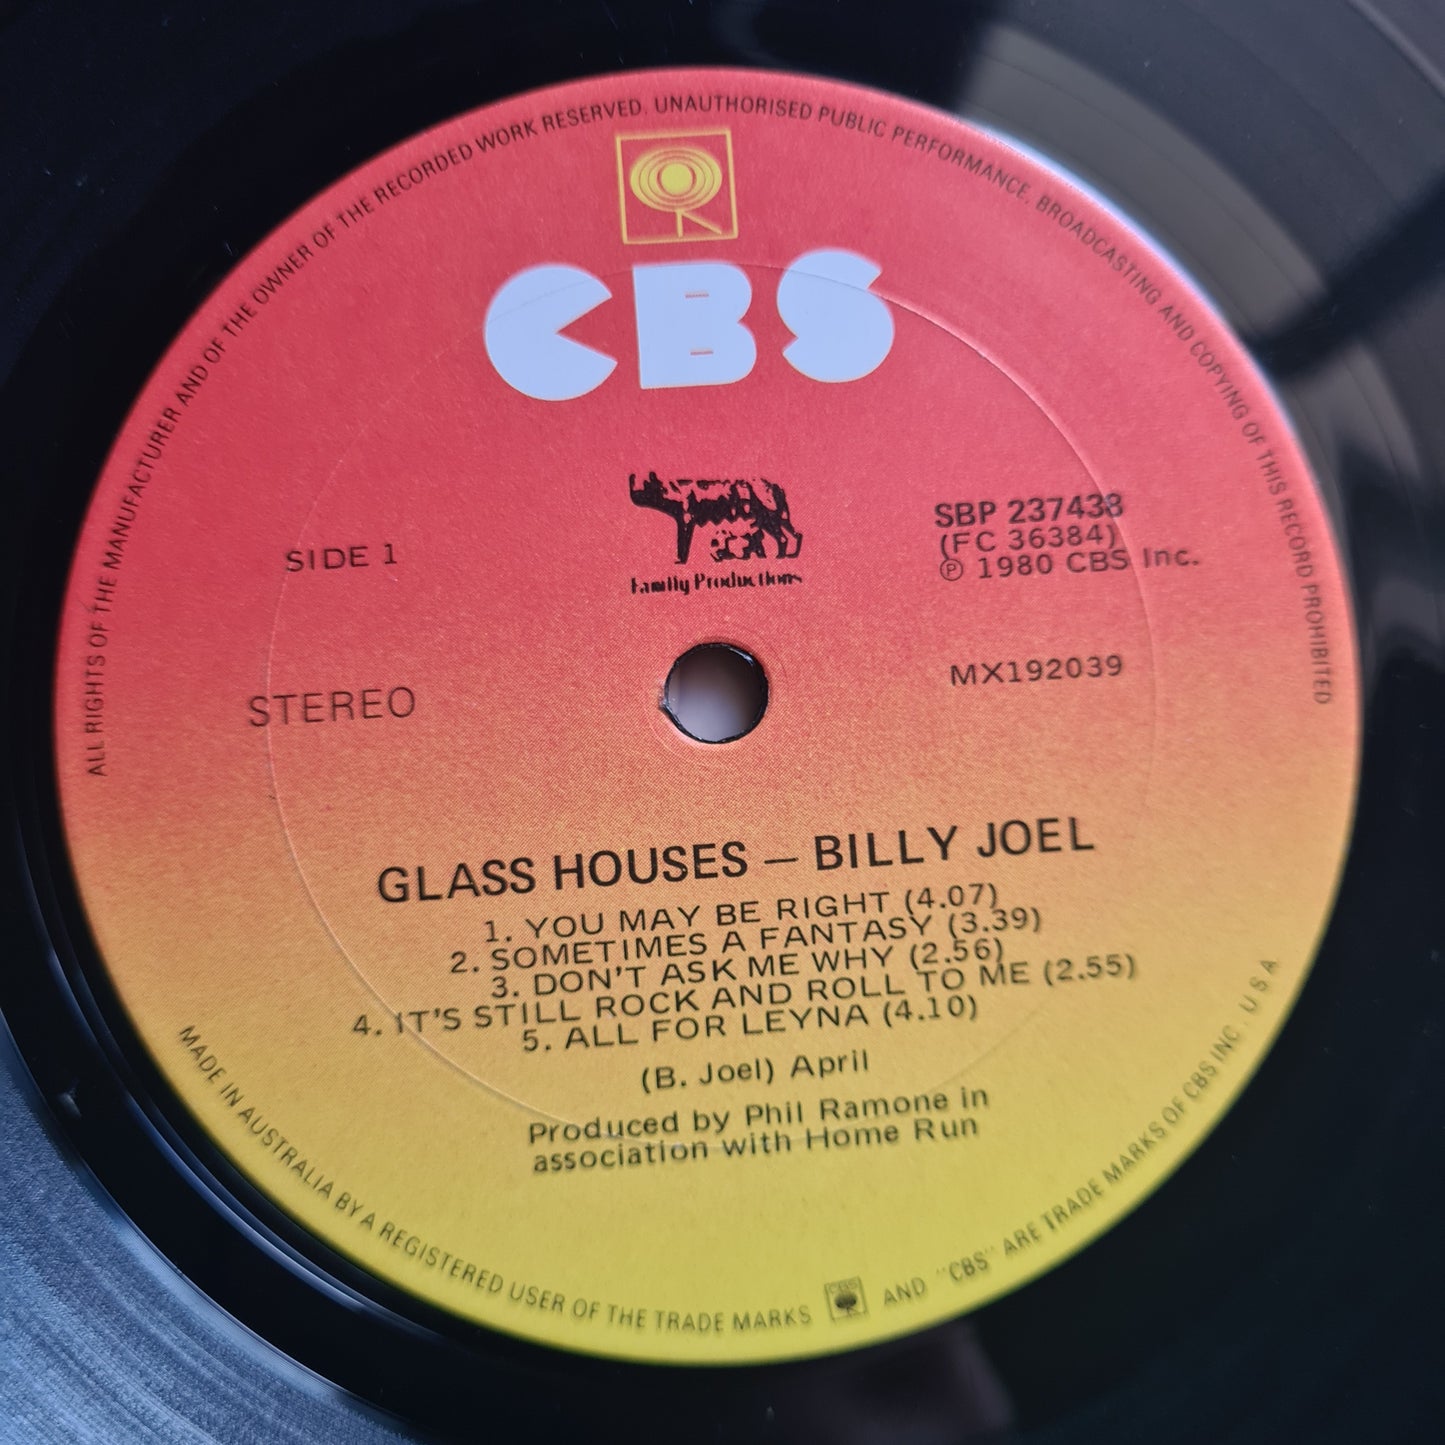 ALL RIGHTS OF THE MANUFACTURER AND OF THE OWNER OF THE RECORDED WORK RESERVED. UNAUTHORISED PUBLIC PERFORMANCE, BROADCASTING AND COPYING OF THIS RECORD PROHIBITED
CBS
Family Productions
SIDE 1
SBP 237438
(FC 36384)
℗ 1980 CBS Inc.
STEREO
MX192039
GLASS HOUSES – BILLY JOEL
1. YOU MAY BE RIGHT (4.07)
2. SOMETIMES A FANTASY (3.39)
3. DON'T ASK ME WHY (2.56)
4. IT'S STILL ROCK AND ROLL TO ME (2.55)
5. ALL FOR LEYNA (4.10)
(B. Joel) April
Produced by Phil Ramone in
association with Home Run
MADE IN AUSTRALIA BY A REGISTERED USER OF THE TRADE MARKS CBS AND "CBS" ARE TRADE MARKS OF CBS INC. USA